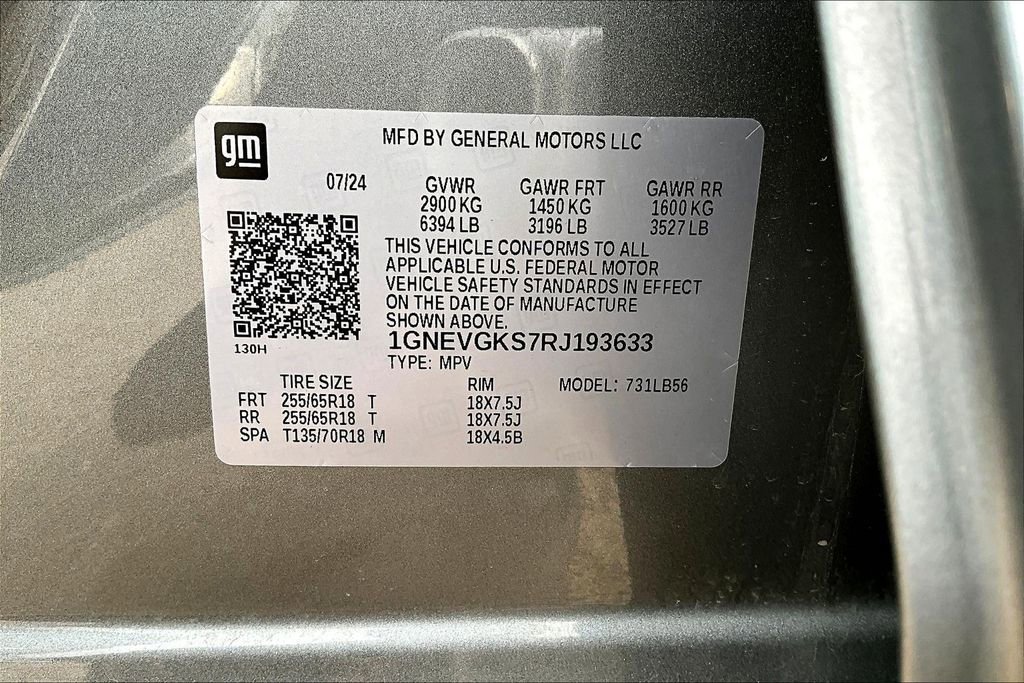 gm
MFD BY GENERAL MOTORS LLC
07/24 GVWR GAWR FRT GAWR RR
2900 KG 1450 KG 1600 KG
6394 LB 3196 LB 3527 LB
THIS VEHICLE CONFORMS TO ALL
APPLICABLE U.S. FEDERAL MOTOR
VEHICLE SAFETY STANDARDS IN EFFECT
ON THE DATE OF MANUFACTURE
SHOWN ABOVE.
1GNEVGKS7RJ193633
130H
TYPE: MPV
TIRE SIZE RIM MODEL: 731LB56
FRT 255/65R18 T 18X7.5J
RR 255/65R18 T 18X7.5J
SPA T135/70R18 M 18X4.5B